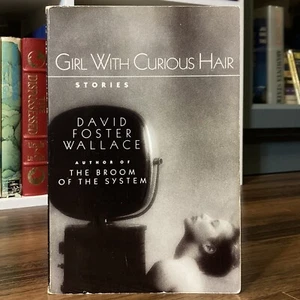 GIRL WITH CURIOUS HAIR
STORIES
DAVID
FOSTER
WALLACE
AUTHOR OF
THE BROOM
OF THE SYSTEM